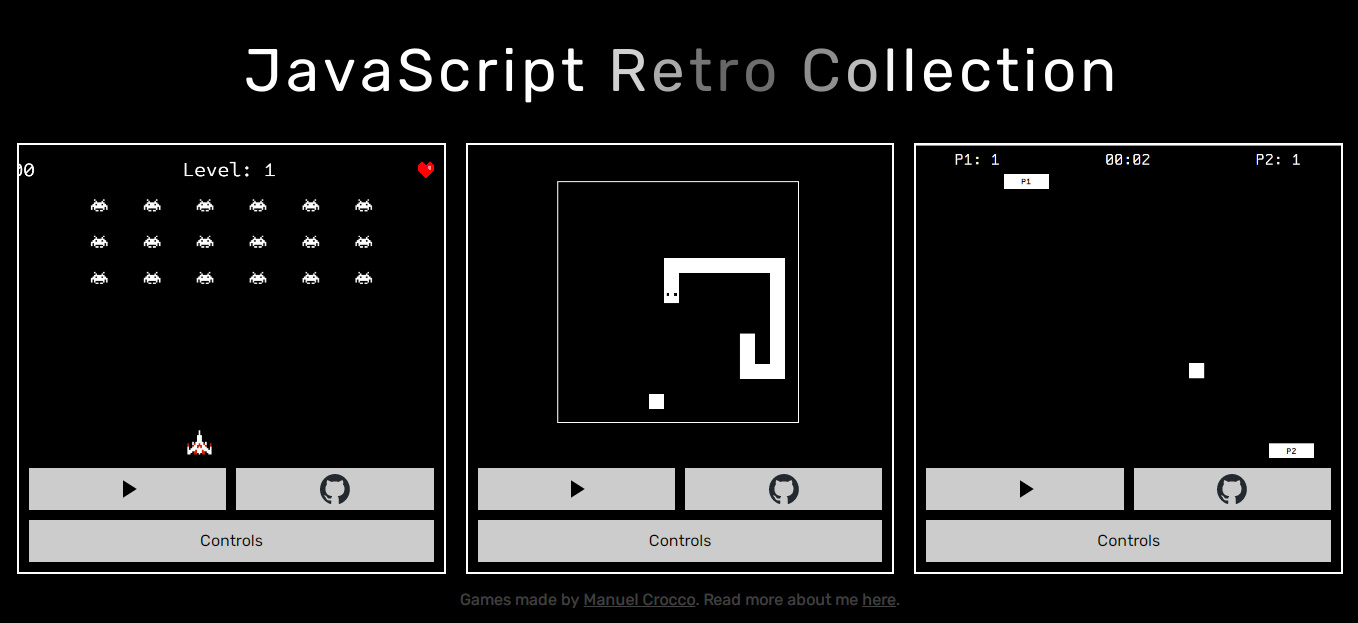 JavaScript Retro Collection
00 Level: 1
P1: 1 00:02 P2: 1
P1
P2
Controls Controls Controls
Games made by Manuel Crocco. Read more about me here.